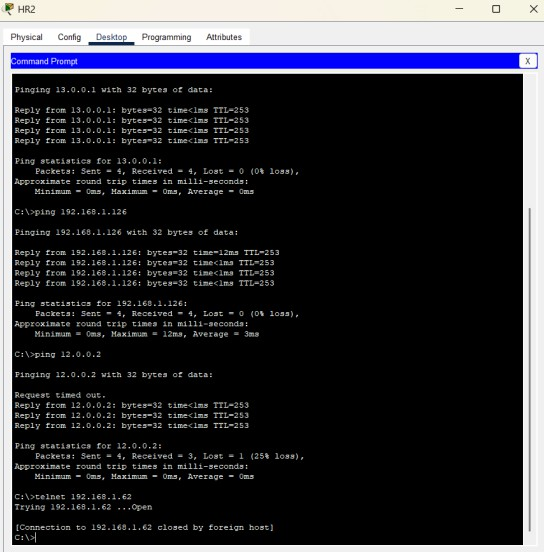 HR2
Physical Config Desktop Programming Attributes
Command Prompt X
Pinging 13.0.0.1 with 32 bytes of data:
Reply from 13.0.0.1: bytes=32 time<1ms TTL=253
Reply from 13.0.0.1: bytes=32 time<1ms TTL=253
Reply from 13.0.0.1: bytes=32 time<1ms TTL=253
Reply from 13.0.0.1: bytes=32 time<1ms TTL=253
Ping statistics for 13.0.0.1:
Packets: Sent = 4, Received = 4, Lost = 0 (0% loss),
Approximate round trip times in milli-seconds:
Minimum = 0ms, Maximum = 0ms, Average = 0ms
C:\>ping 192.168.1.126
Pinging 192.168.1.126 with 32 bytes of data:
Reply from 192.168.1.126: bytes=32 time=12ms TTL=253
Reply from 192.168.1.126: bytes=32 time<1ms TTL=253
Reply from 192.168.1.126: bytes=32 time<1ms TTL=253
Reply from 192.168.1.126: bytes=32 time<1ms TTL=253
Ping statistics for 192.168.1.126:
Packets: Sent = 4, Received = 4, Lost = 0 (0% loss),
Approximate round trip times in milli-seconds:
Minimum = 0ms, Maximum = 12ms, Average = 3ms
C:\>ping 12.0.0.2
Pinging 12.0.0.2 with 32 bytes of data:
Request timed out.
Reply from 12.0.0.2: bytes=32 time<1ms TTL=253
Reply from 12.0.0.2: bytes=32 time<1ms TTL=253
Reply from 12.0.0.2: bytes=32 time<1ms TTL=253
Ping statistics for 12.0.0.2:
Packets: Sent = 4, Received = 3, Lost = 1 (25% loss),
Approximate round trip times in milli-seconds:
Minimum = 0ms, Maximum = 0ms, Average = 0ms
C:\>telnet 192.168.1.62
Trying 192.168.1.62 ...Open
[Connection to 192.168.1.62 closed by foreign host]
C:\>